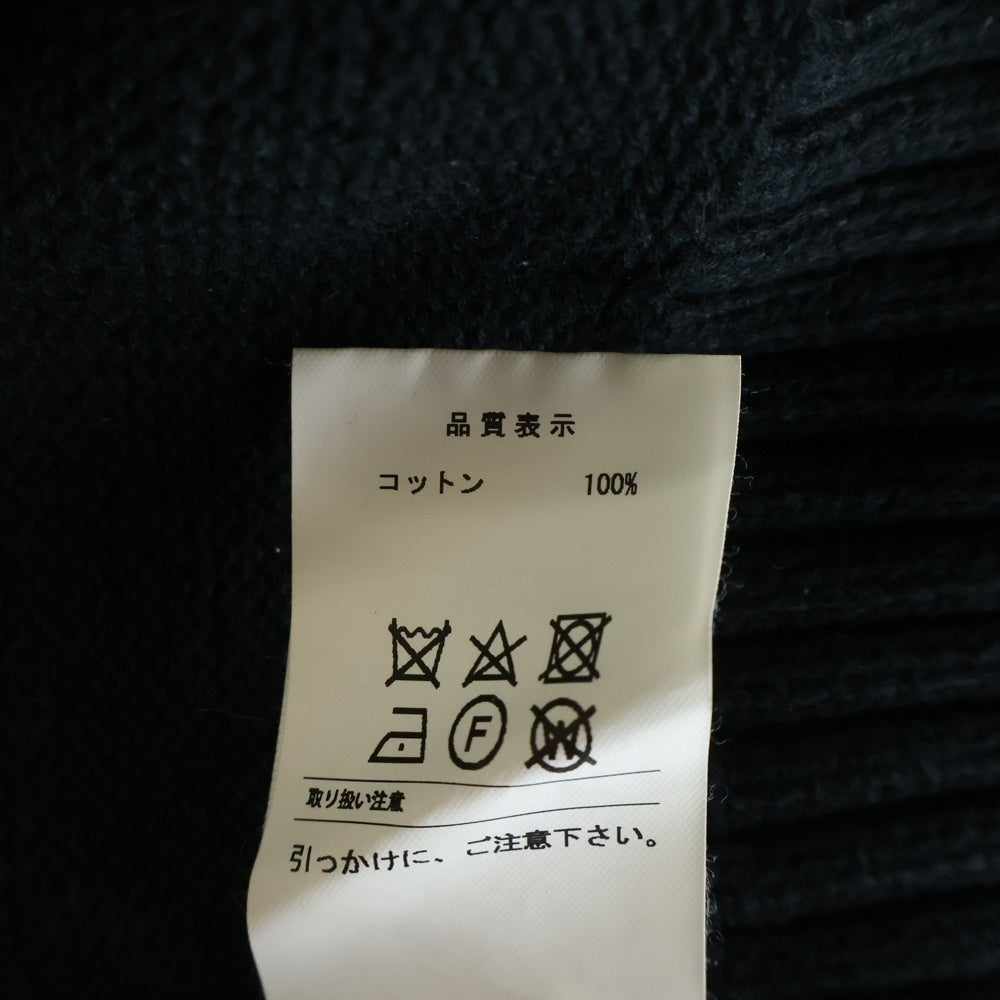 品質表示
コットン 100%
F W
取り扱い注意
引っかけに、ご注意下さい。